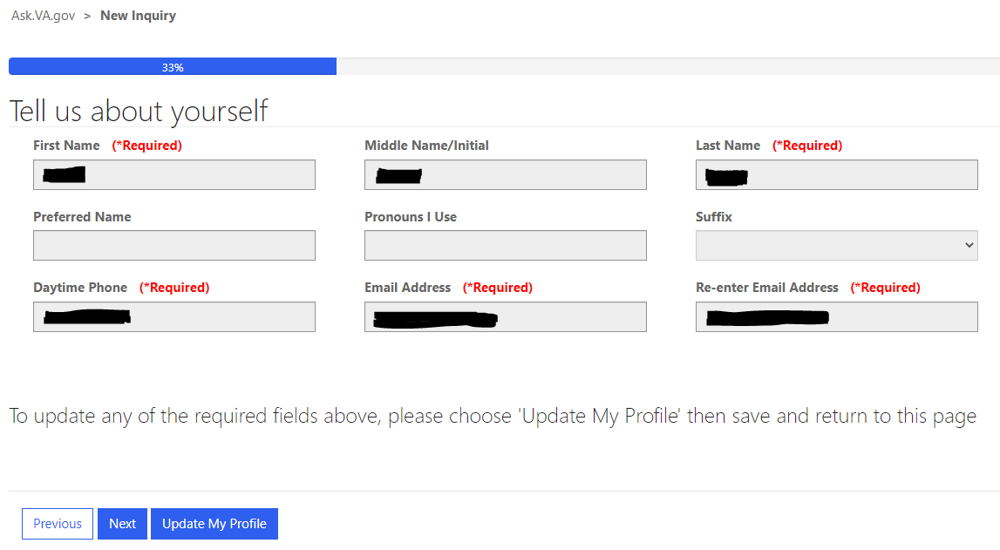 Ask.VA.gov > New Inquiry
33%
Tell us about yourself
First Name (*Required) Middle Name/Initial Last Name (*Required)
Preferred Name Pronouns I Use Suffix
Daytime Phone (*Required) Email Address (*Required) Re-enter Email Address (*Required)
To update any of the required fields above, please choose 'Update My Profile' then save and return to this page
Previous Next Update My Profile